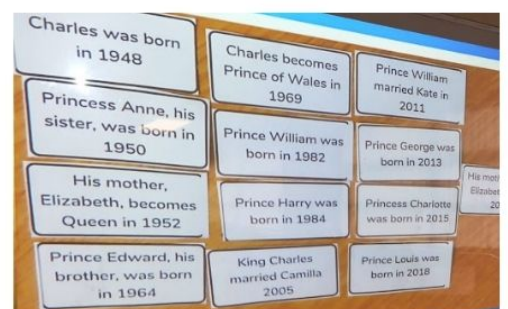 Charles was born
in 1948
Princess Anne, his
sister, was born in
1950
His mother,
Elizabeth, becomes
Queen in 1952
Prince Edward, his
brother, was born
in 1964
Charles becomes
Prince of Wales in
1969
Prince William was
born in 1982
Prince Harry was
born in 1984
King Charles
married Camilla
2005
Prince William
married Kate in
2011
Prince George was
born in 2013
Princess Charlotte
was born in 2015
Prince Louis was
born in 2018
His